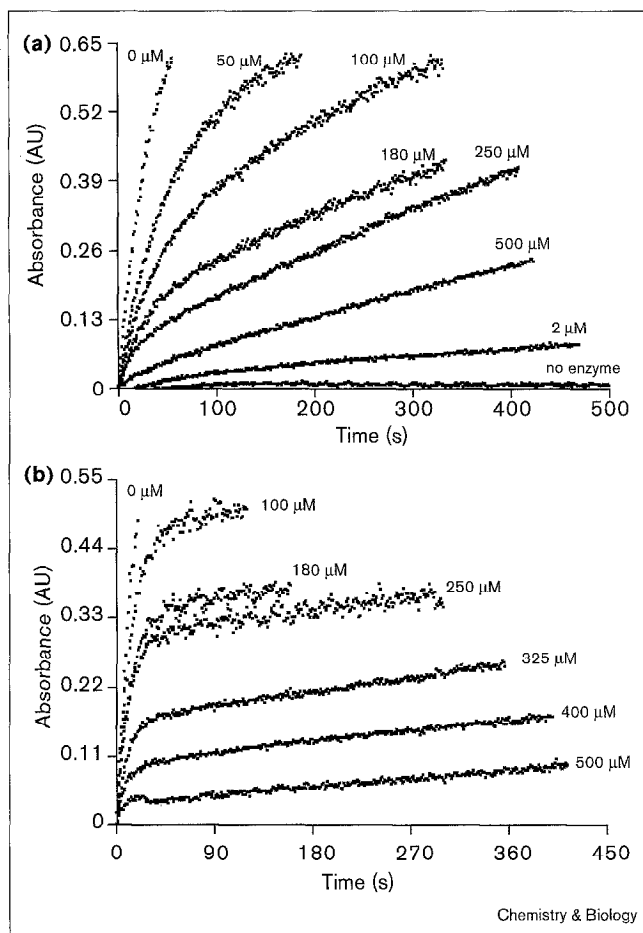 (a)
0.65
0.52
0.39
0.26
0.13
0
Absorbance (AU)
0 µM
50 µM
100 µM
180 µM
250 µM
500 µM
2 µM
no enzyme
0 100 200 300 400 500
Time (s)
(b)
0.55
0.44
0.33
0.22
0.11
0
Absorbance (AU)
0 µM
100 µM
180 µM
250 µM
325 µM
400 µM
500 µM
0 90 180 270 360 450
Time (s)
Chemistry & Biology